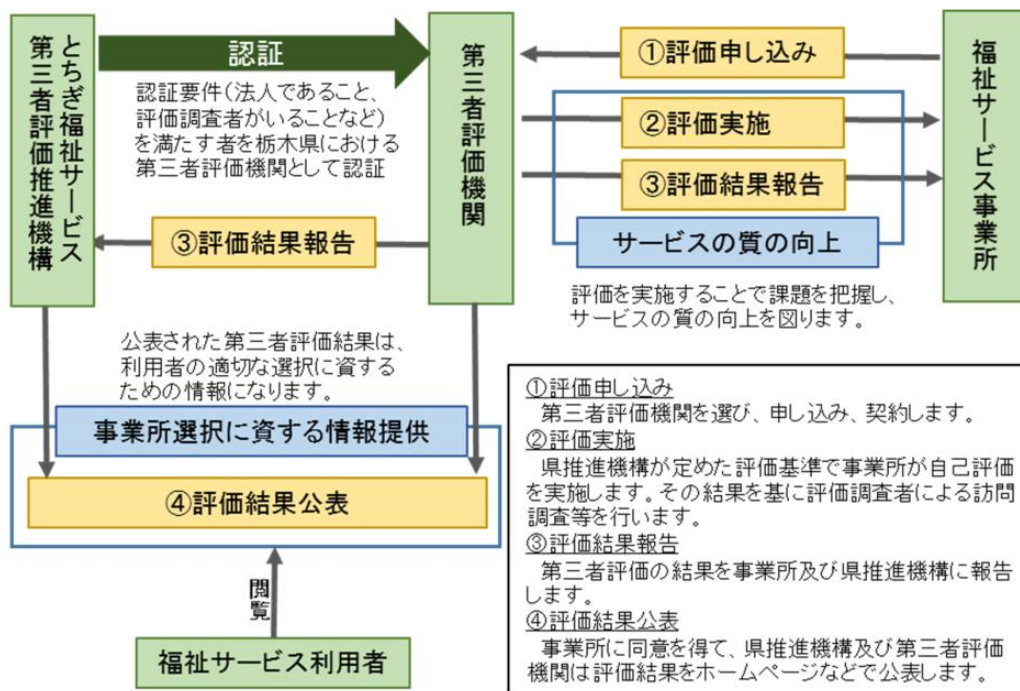 とちぎ福祉サービス
第三者評価推進機構
認証
認証要件(法人であること、
評価調査者がいることなど)
を満たす者を栃木県における
第三者評価機関として認証
③評価結果報告
第三者評価機関
①評価申し込み
②評価実施
③評価結果報告
サービスの質の向上
評価を実施することで課題を把握し、
サービスの質の向上を図ります。
福祉サービス事業所
公表された第三者評価結果は、
利用者の適切な選択に資する
ための情報になります。
事業所選択に資する情報提供
④評価結果公表
閲覧
福祉サービス利用者
①評価申し込み
第三者評価機関を選び、申し込み、契約します。
②評価実施
県推進機構が定めた評価基準で事業所が自己評価
を実施します。その結果を基に評価調査者による訪問
調査等を行います。
③評価結果報告
第三者評価の結果を事業所及び県推進機構に報告
します。
④評価結果公表
事業所に同意を得て、県推進機構及び第三者評価
機関は評価結果をホームページなどで公表します。